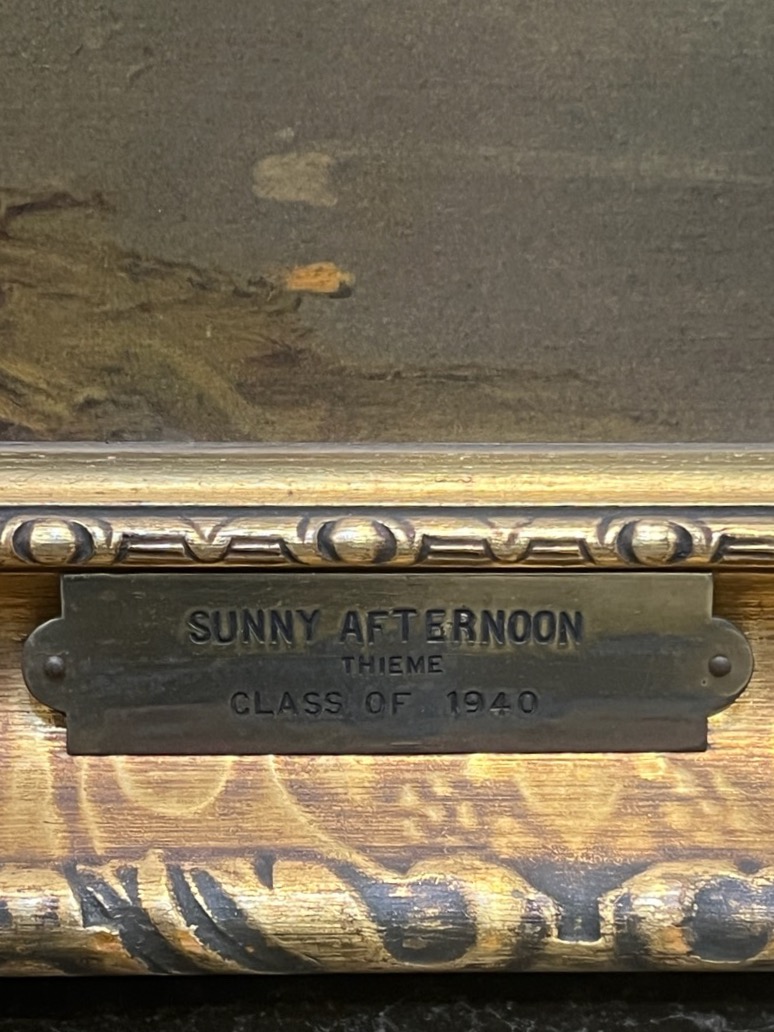 SUNNY AFTERNOON
THIEME
CLASS OF 1940